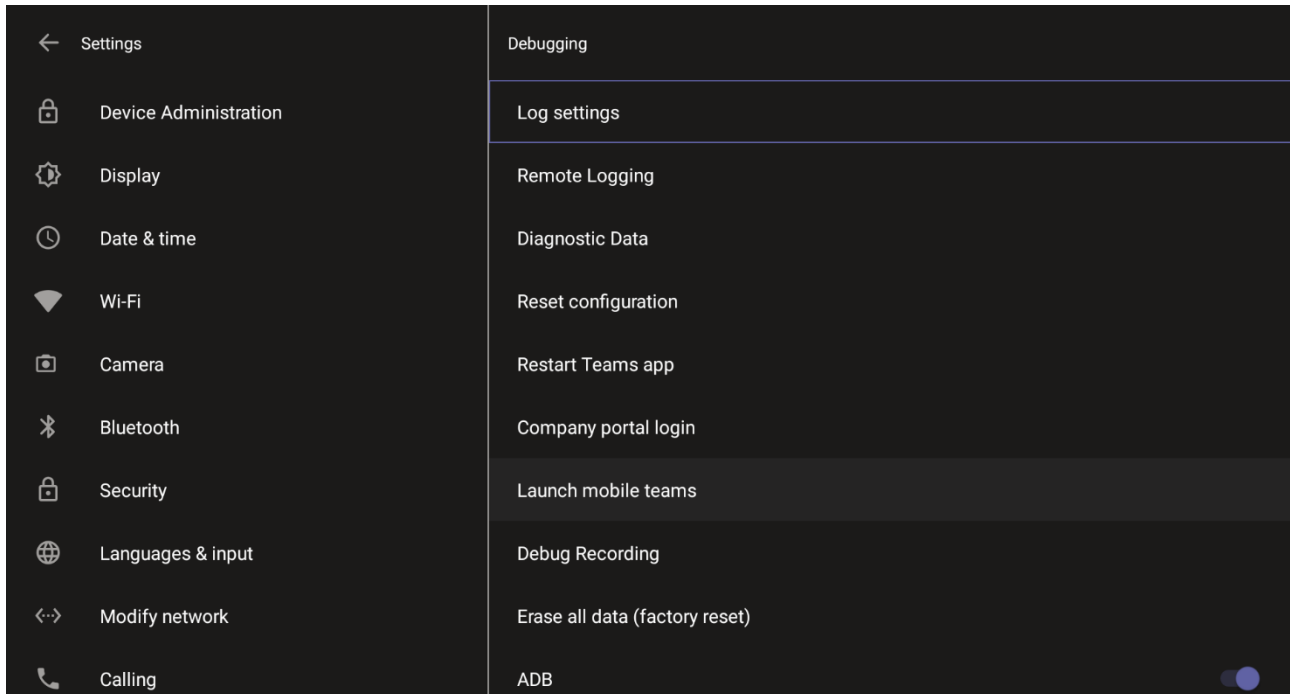 Settings
Device Administration
Display
Date & time
Wi-Fi
Camera
Bluetooth
Security
Languages & input
Modify network
Calling
Debugging
Log settings
Remote Logging
Diagnostic Data
Reset configuration
Restart Teams app
Company portal login
Launch mobile teams
Debug Recording
Erase all data (factory reset)
ADB